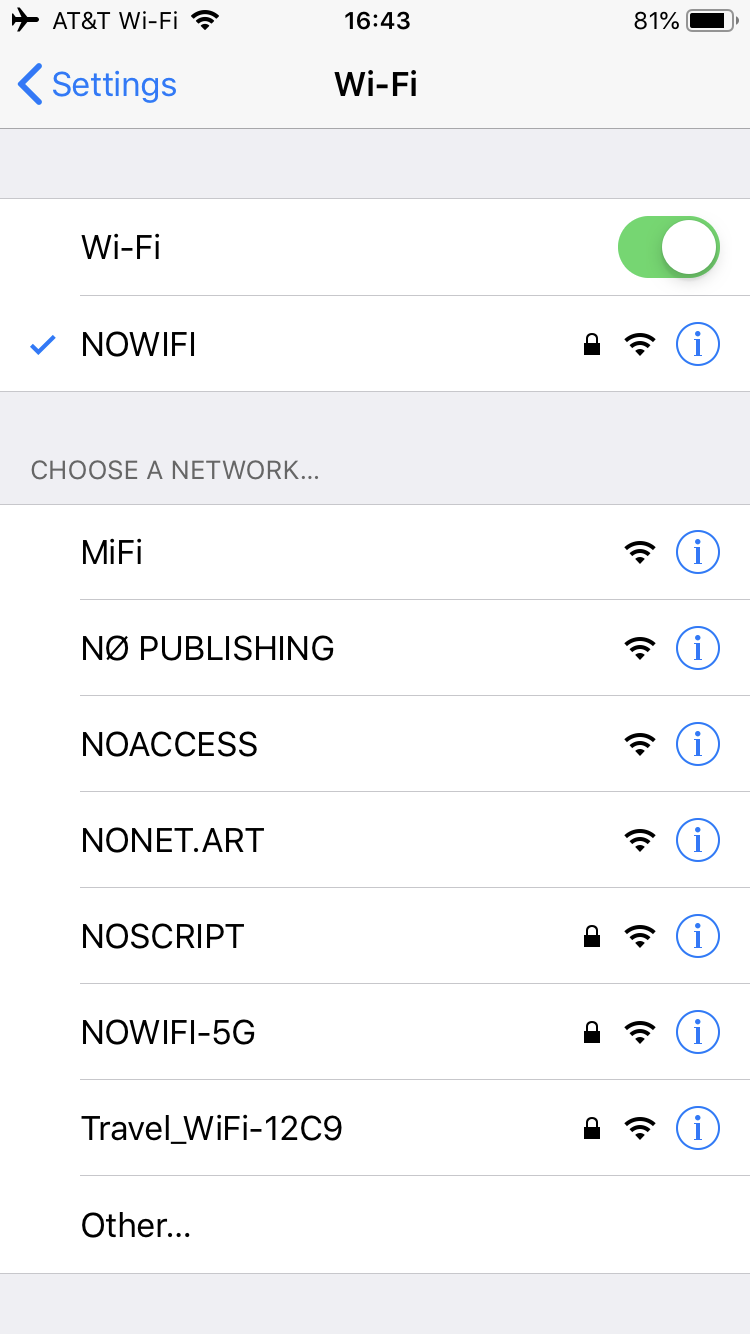 AT&T Wi-Fi 16:43 81%
Settings Wi-Fi
Wi-Fi
NOWIFI
CHOOSE A NETWORK...
MiFi
NØ PUBLISHING
NOACCESS
NONET.ART
NOSCRIPT
NOWIFI-5G
Travel_WiFi-12C9
Other...